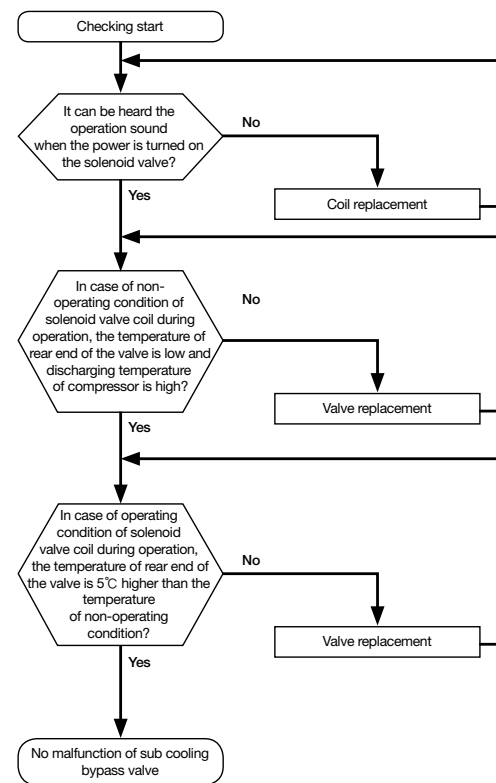 Checking start
It can be heard the
operation sound
when the power is turned on
the solenoid valve?
No
Yes
Coil replacement
In case of non-
operating condition of
solenoid valve coil during
operation, the temperature of
rear end of the valve is low and
discharging temperature
of compressor is high?
No
Yes
Valve replacement
In case of operating
condition of solenoid
valve coil during operation,
the temperature of rear end of
the valve is 5℃ higher than the
temperature
of non-operating
condition?
No
Yes
Valve replacement
No malfunction of sub cooling
bypass valve